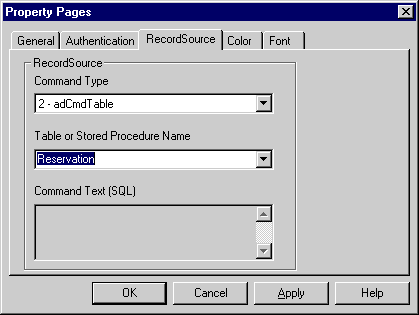 Property Pages
General Authentication RecordSource Color Font
RecordSource
Command Type
2 - adCmdTable
Table or Stored Procedure Name
Reservation
Command Text (SQL)
OK Cancel Apply Help